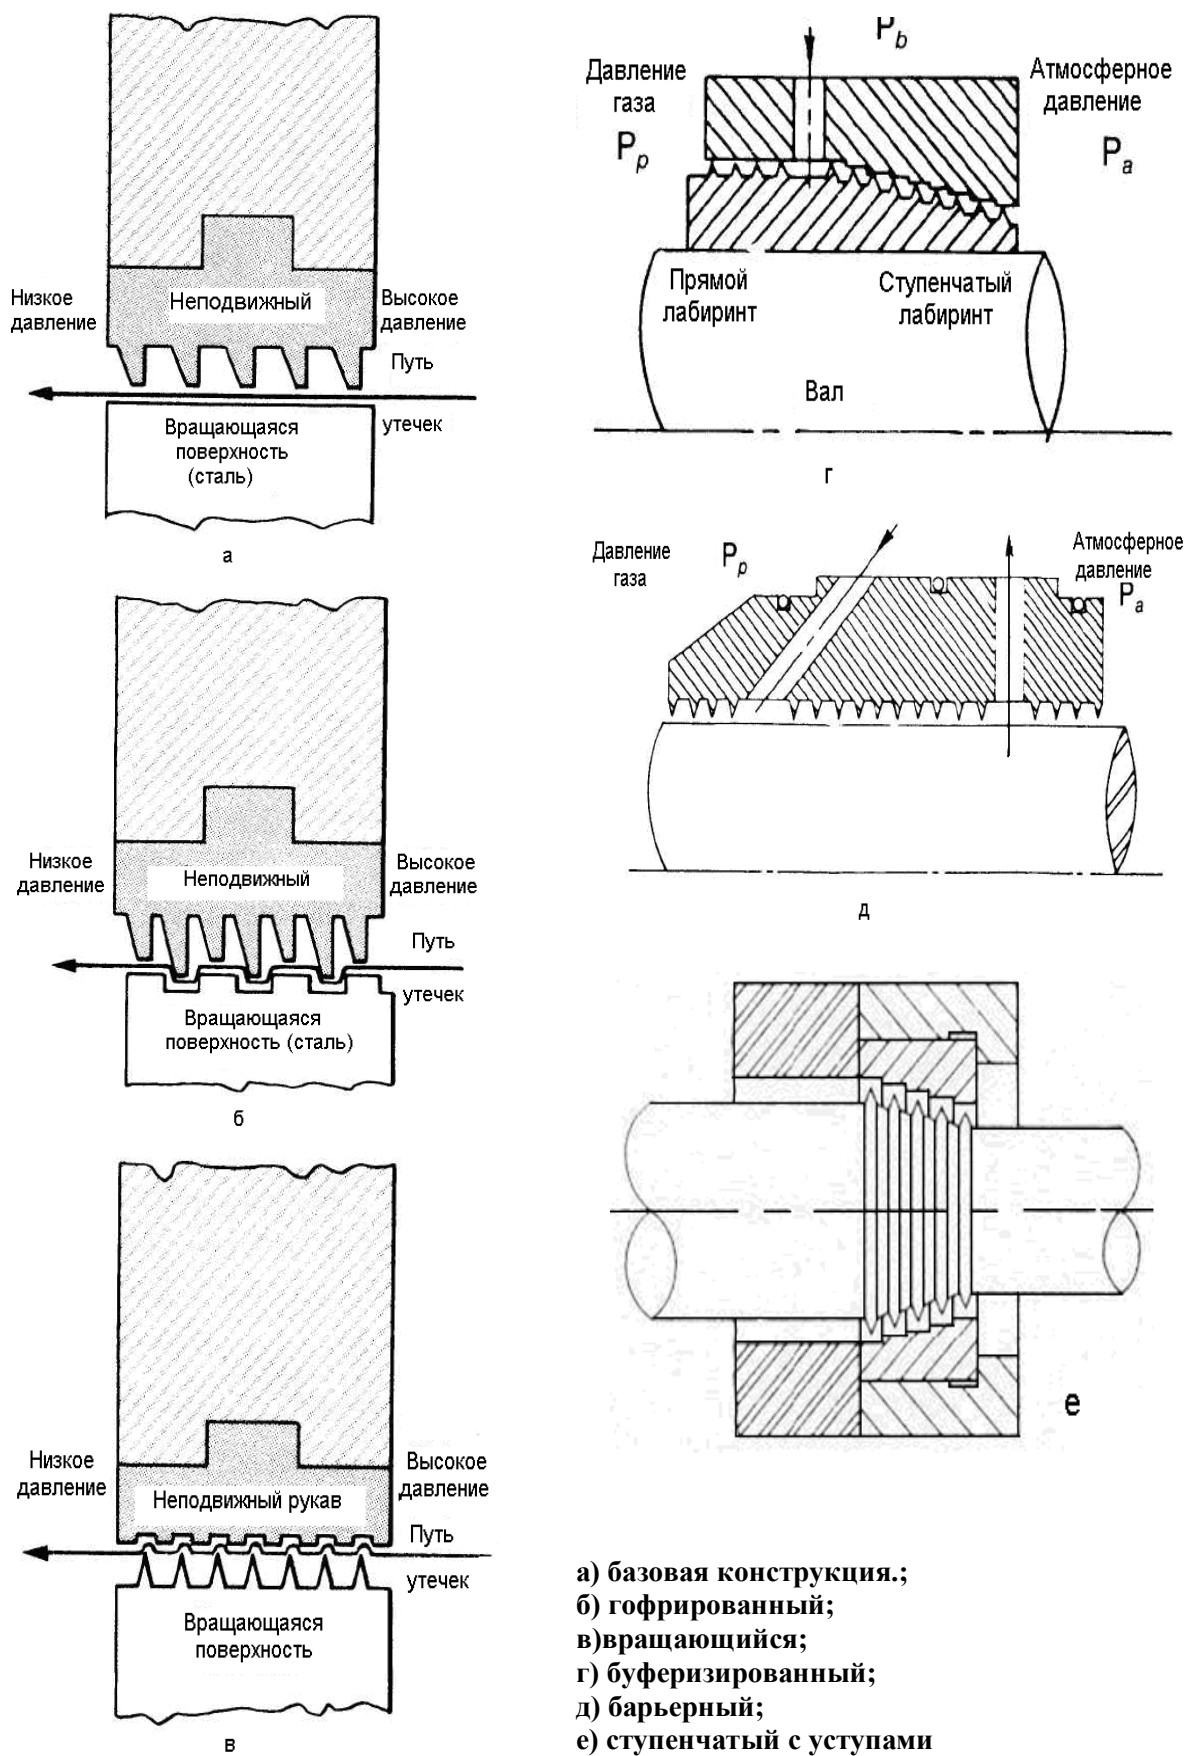 Низкое
давление
Неподвижный
Высокое
давление
Путь
утечек
Вращающаяся
поверхность
(сталь)
а
Низкое
давление
Неподвижный
Высокое
давление
Путь
утечек
Вращающаяся
поверхность (сталь)
б
Низкое
давление
Неподвижный рукав
Высокое
давление
Путь
утечек
Вращающаяся
поверхность
в
Pb
Давление
газа
Pp
Атмосферное
давление
Pa
Прямой
лабиринт
Ступенчатый
лабиринт
Вал
г
Давление
газа
Pp
Атмосферное
давление
Pa
д
е
а) базовая конструкция.;
б) гофрированный;
в)вращающийся;
г) буферизированный;
д) барьерный;
е) ступенчатый с уступами